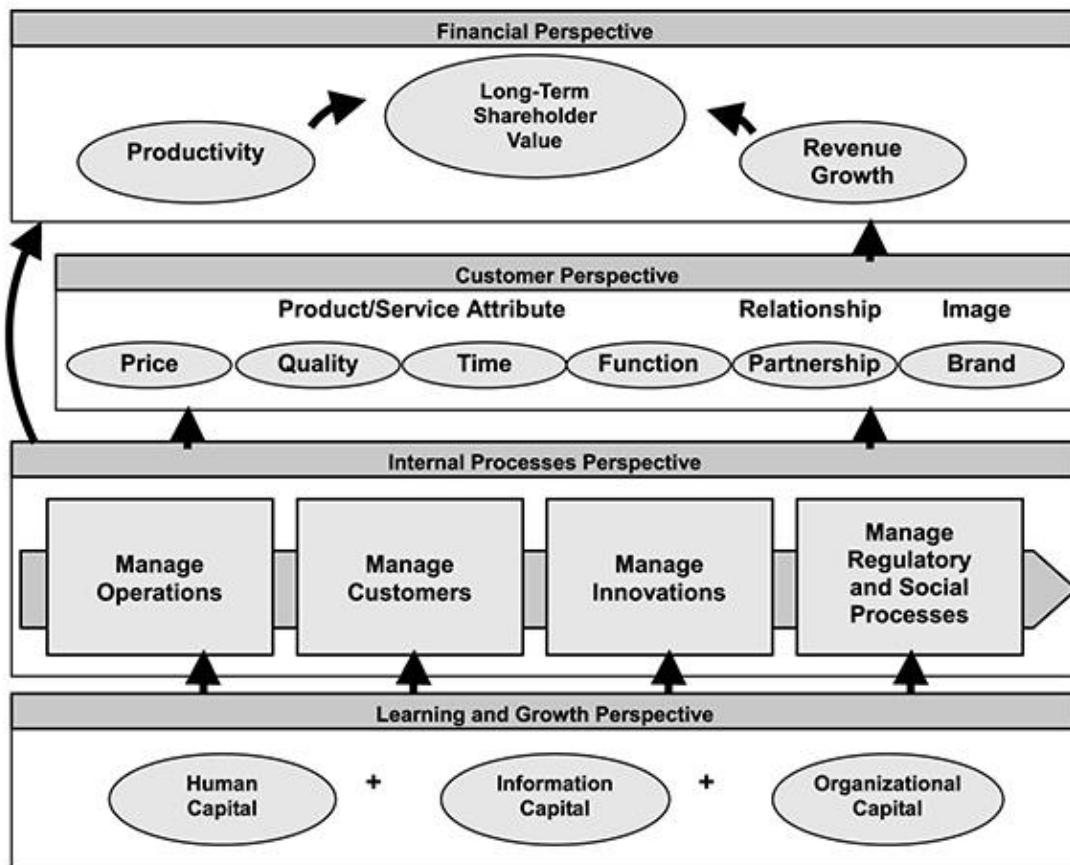 Financial Perspective
Long-Term
Shareholder
Value
Productivity
Revenue
Growth
Customer Perspective
Product/Service Attribute
Relationship
Image
Price
Quality
Time
Function
Partnership
Brand
Internal Processes Perspective
Manage
Operations
Manage
Customers
Manage
Innovations
Manage
Regulatory
and Social
Processes
Learning and Growth Perspective
Human
Capital
+
Information
Capital
+
Organizational
Capital